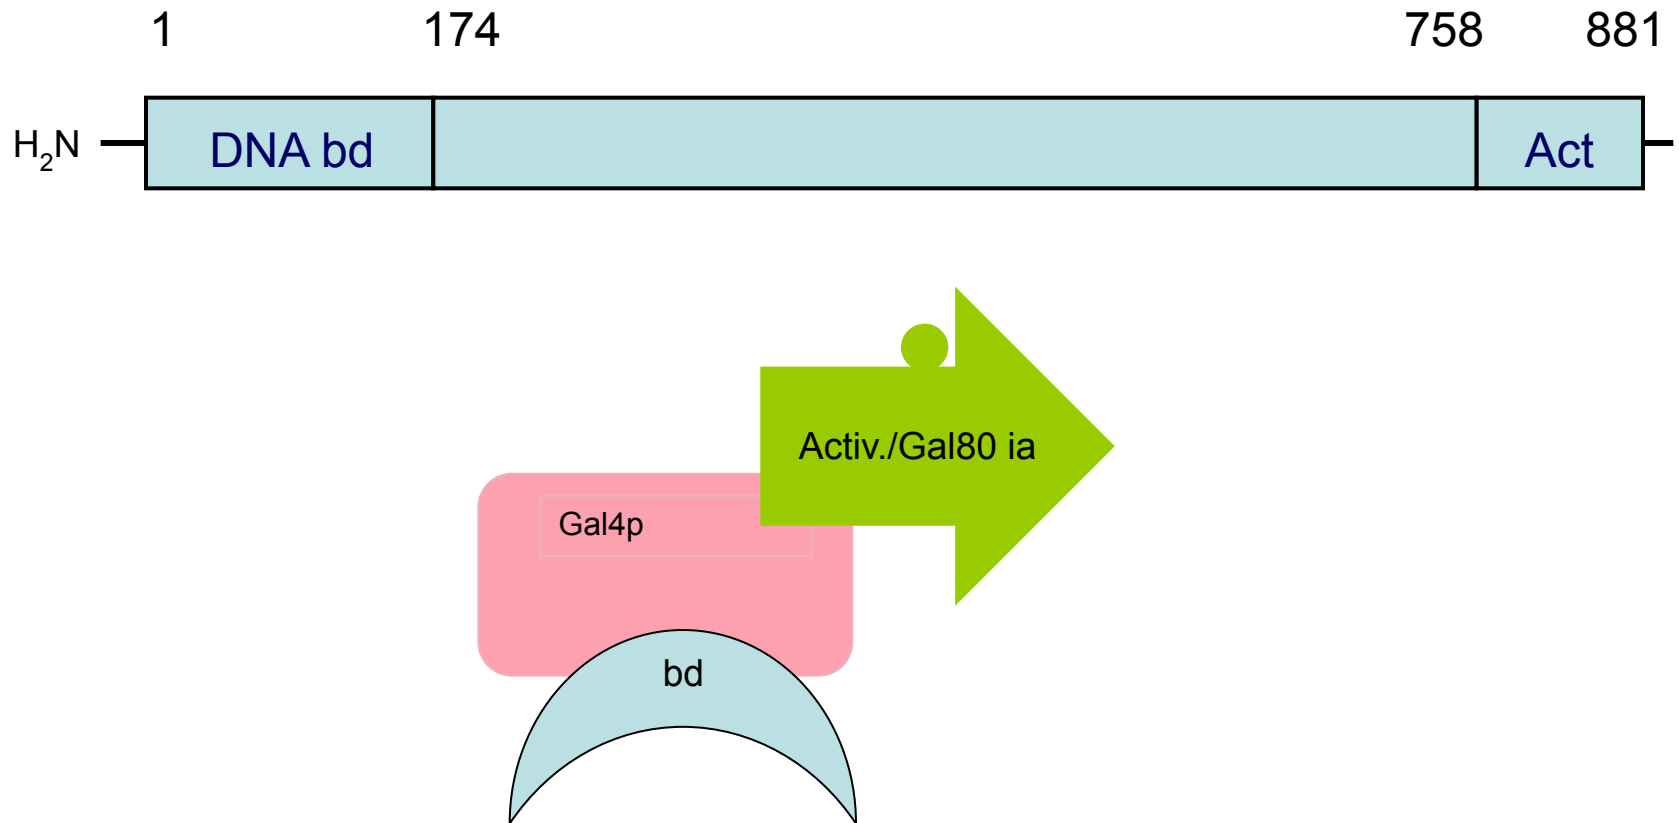 1 174 758 881
H₂N DNA bd Act
Activ./Gal80 ia
Gal4p
bd